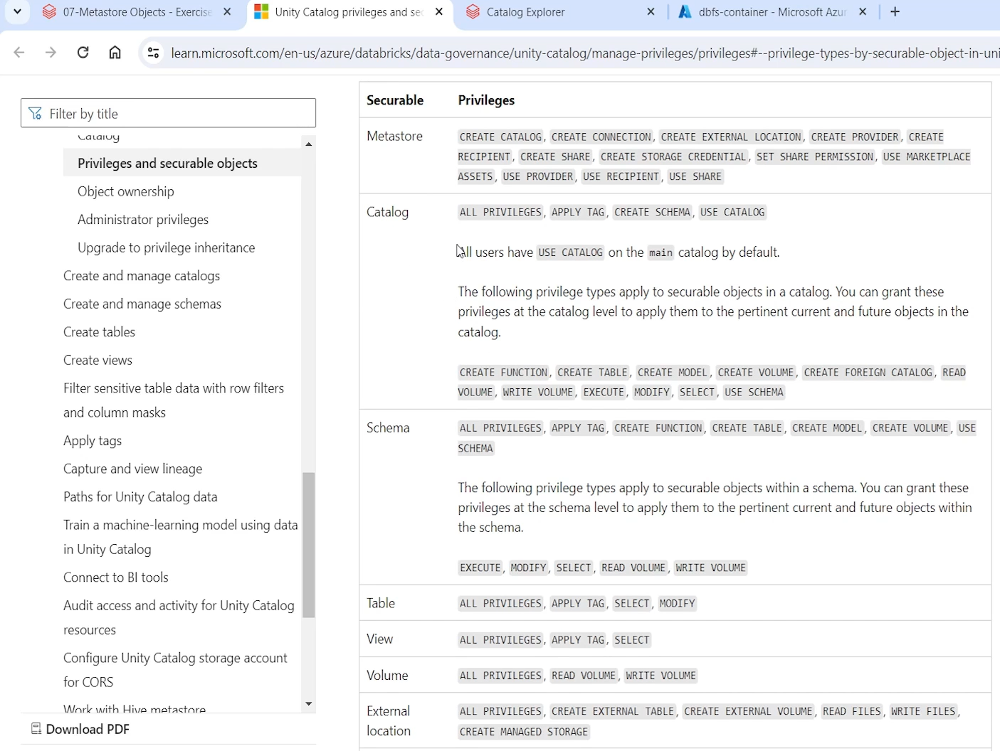 07-Metastore Objects - Exercise
Unity Catalog privileges and se
Catalog Explorer
dbfs-container - Microsoft Azu
learn.microsoft.com/en-us/azure/databricks/data-governance/unity-catalog/manage-privileges/privileges#--privilege-types-by-securable-object-in-uni
Filter by title
Catalog
Privileges and securable objects
Object ownership
Administrator privileges
Upgrade to privilege inheritance
Create and manage catalogs
Create and manage schemas
Create tables
Create views
Filter sensitive table data with row filters
and column masks
Apply tags
Capture and view lineage
Paths for Unity Catalog data
Train a machine-learning model using data
in Unity Catalog
Connect to BI tools
Audit access and activity for Unity Catalog
resources
Configure Unity Catalog storage account
for CORS
Work with Hive metastore
Download PDF
Securable Privileges
Metastore CREATE CATALOG, CREATE CONNECTION, CREATE EXTERNAL LOCATION, CREATE PROVIDER, CREATE
RECIPIENT, CREATE SHARE, CREATE STORAGE CREDENTIAL, SET SHARE PERMISSION, USE MARKETPLACE
ASSETS, USE PROVIDER, USE RECIPIENT, USE SHARE
Catalog ALL PRIVILEGES, APPLY TAG, CREATE SCHEMA, USE CATALOG
All users have USE CATALOG on the main catalog by default.
The following privilege types apply to securable objects in a catalog. You can grant these
privileges at the catalog level to apply them to the pertinent current and future objects in the
catalog.
CREATE FUNCTION, CREATE TABLE, CREATE MODEL, CREATE VOLUME, CREATE FOREIGN CATALOG, READ
VOLUME, WRITE VOLUME, EXECUTE, MODIFY, SELECT, USE SCHEMA
Schema ALL PRIVILEGES, APPLY TAG, CREATE FUNCTION, CREATE TABLE, CREATE MODEL, CREATE VOLUME, USE
SCHEMA
The following privilege types apply to securable objects within a schema. You can grant these
privileges at the schema level to apply them to the pertinent current and future objects within
the schema.
EXECUTE, MODIFY, SELECT, READ VOLUME, WRITE VOLUME
Table ALL PRIVILEGES, APPLY TAG, SELECT, MODIFY
View ALL PRIVILEGES, APPLY TAG, SELECT
Volume ALL PRIVILEGES, READ VOLUME, WRITE VOLUME
External ALL PRIVILEGES, CREATE EXTERNAL TABLE, CREATE EXTERNAL VOLUME, READ FILES, WRITE FILES,
location CREATE MANAGED STORAGE